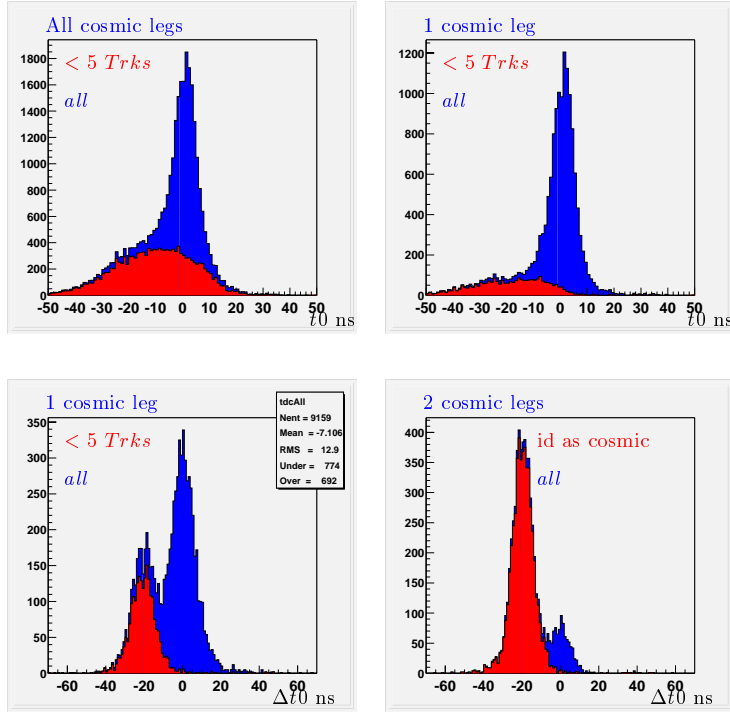 All cosmic legs
< 5 Trks
all
1800
1600
1400
1200
1000
800
600
400
200
0
-50 -40 -30 -20 -10 0 10 20 30 40 50
t0 ns
1 cosmic leg
< 5 Trks
all
1200
1000
800
600
400
200
0
-50 -40 -30 -20 -10 0 10 20 30 40 50
t0 ns
1 cosmic leg
< 5 Trks
all
tdcAll
Nent = 9159
Mean = -7.106
RMS = 12.9
Under = 774
Over = 692
350
300
250
200
150
100
50
0
-60 -40 -20 0 20 40 60
Δt0 ns
2 cosmic legs
id as cosmic
all
400
350
300
250
200
150
100
50
0
-60 -40 -20 0 20 40 60
Δt0 ns